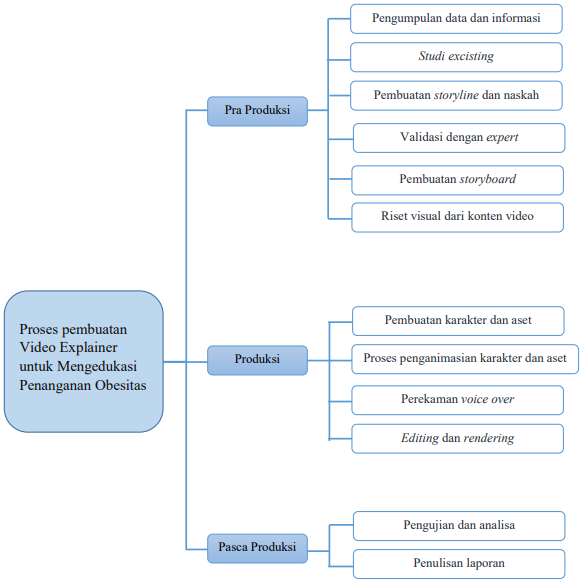 Proses pembuatan
Video Explainer
untuk Mengedukasi
Penanganan Obesitas
Pra Produksi
Pengumpulan data dan informasi
Studi excisting
Pembuatan storyline dan naskah
Validasi dengan expert
Pembuatan storyboard
Riset visual dari konten video
Produksi
Pembuatan karakter dan aset
Proses penganimasian karakter dan aset
Perekaman voice over
Editing dan rendering
Pasca Produksi
Pengujian dan analisa
Penulisan laporan